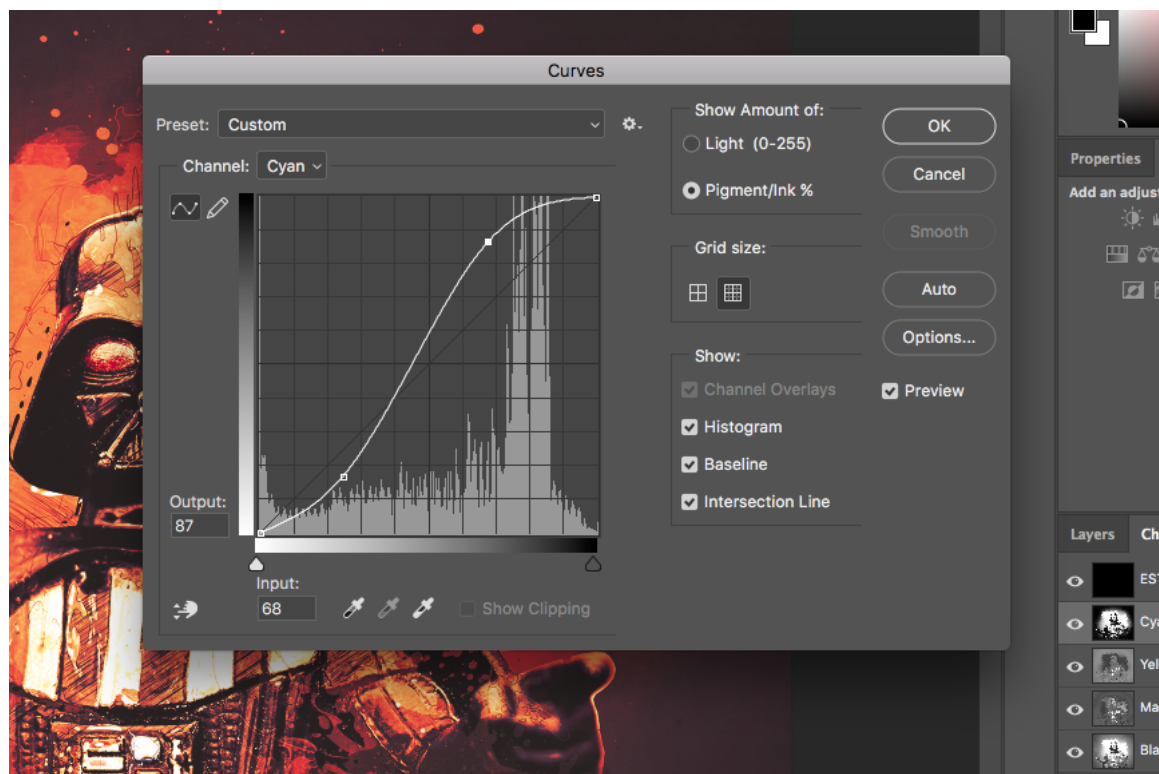 Curves
Preset: Custom
Channel: Cyan
Output:
87
Input:
68
Show Clipping
Show Amount of:
Light (0-255)
Pigment/Ink %
Grid size:
Show:
Channel Overlays
Histogram
Baseline
Intersection Line
OK
Cancel
Smooth
Auto
Options...
Preview
Properties
Add an adjus
Layers Ch
EST
Cya
Yel
Ma
Bla